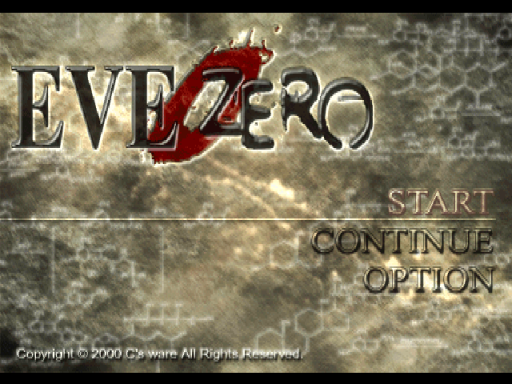 EVE ZERO
START
CONTINUE
OPTION
Copyright © 2000 C's ware All Rights Reserved.